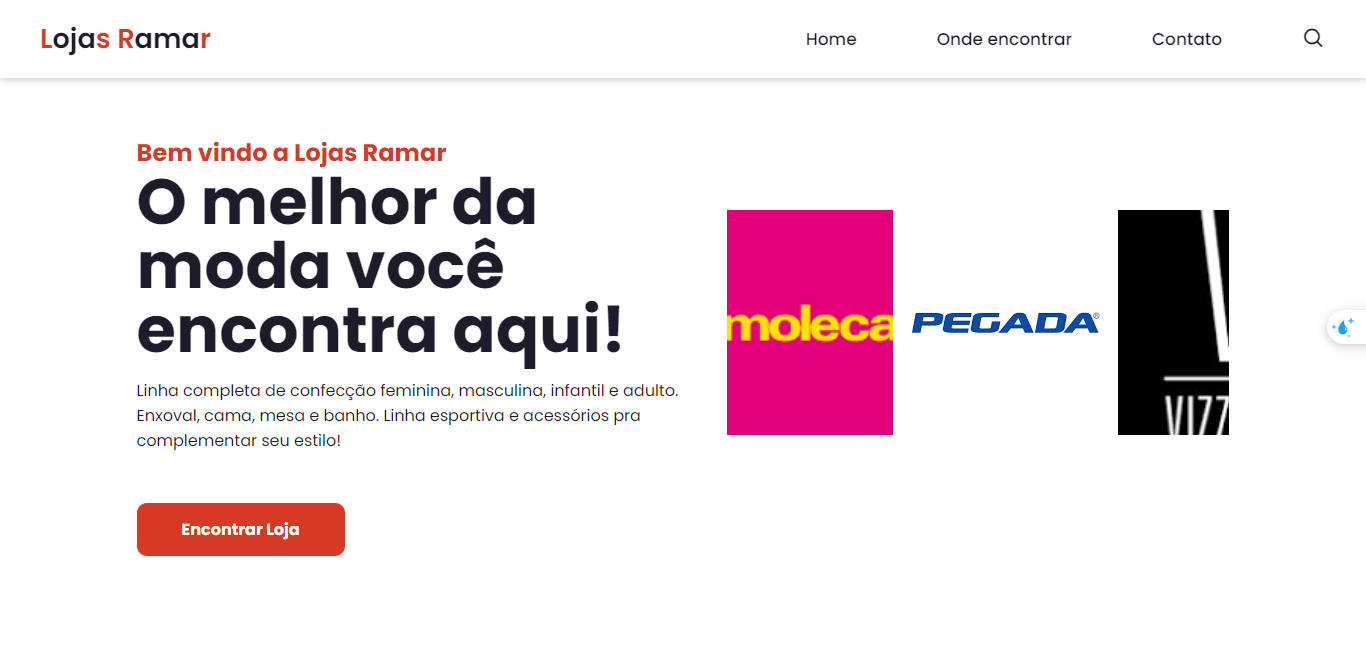 Lojas Ramar
Home
Onde encontrar
Contato
Bem vindo a Lojas Ramar
O melhor da
moda você
encontra aqui!
Linha completa de confecção feminina, masculina, infantil e adulto.
Enxoval, cama, mesa e banho. Linha esportiva e acessórios pra
complementar seu estilo!
Encontrar Loja
moleca
PEGADA®
VIZZ